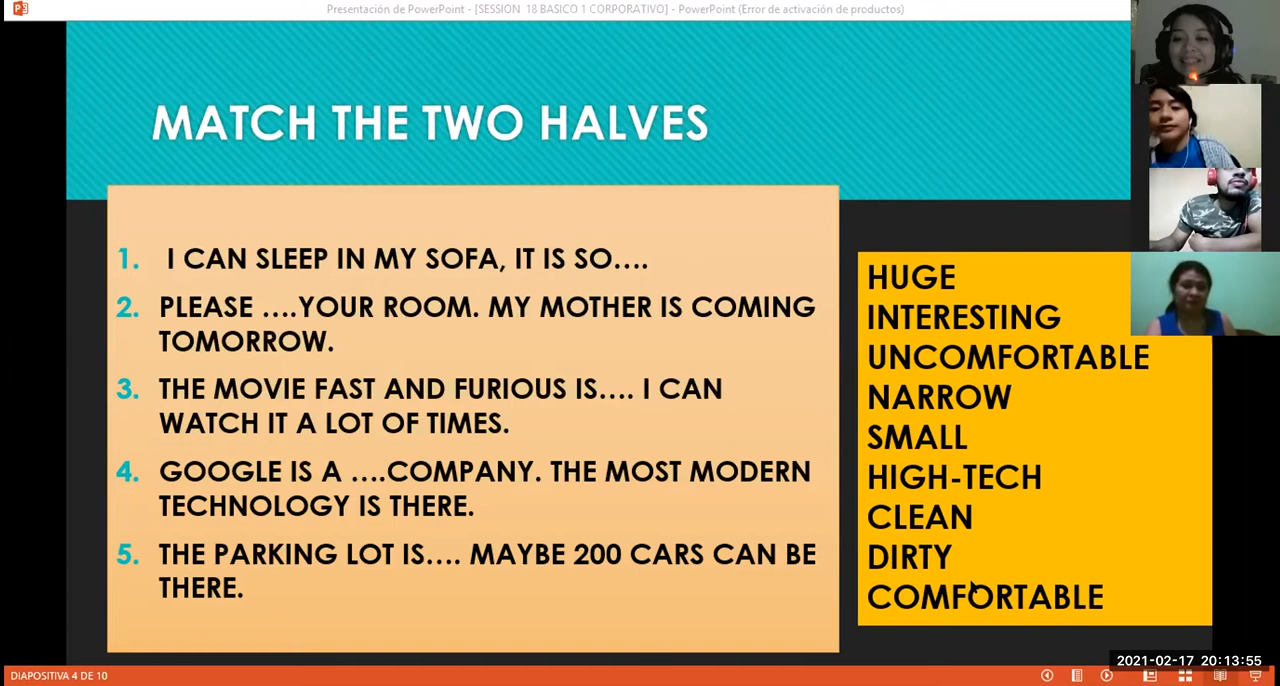 Presentación de PowerPoint - [SESSION 18 BASICO 1 CORPORATIVO] - PowerPoint (Error de activación de productos)
MATCH THE TWO HALVES
1. I CAN SLEEP IN MY SOFA, IT IS SO....
2. PLEASE ....YOUR ROOM. MY MOTHER IS COMING
TOMORROW.
3. THE MOVIE FAST AND FURIOUS IS.... I CAN
WATCH IT A LOT OF TIMES.
4. GOOGLE IS A ....COMPANY. THE MOST MODERN
TECHNOLOGY IS THERE.
5. THE PARKING LOT IS.... MAYBE 200 CARS CAN BE
THERE.
HUGE
INTERESTING
UNCOMFORTABLE
NARROW
SMALL
HIGH-TECH
CLEAN
DIRTY
COMFORTABLE
2021-02-17 20:13:55
DIAPOSITIVA 4 DE 10